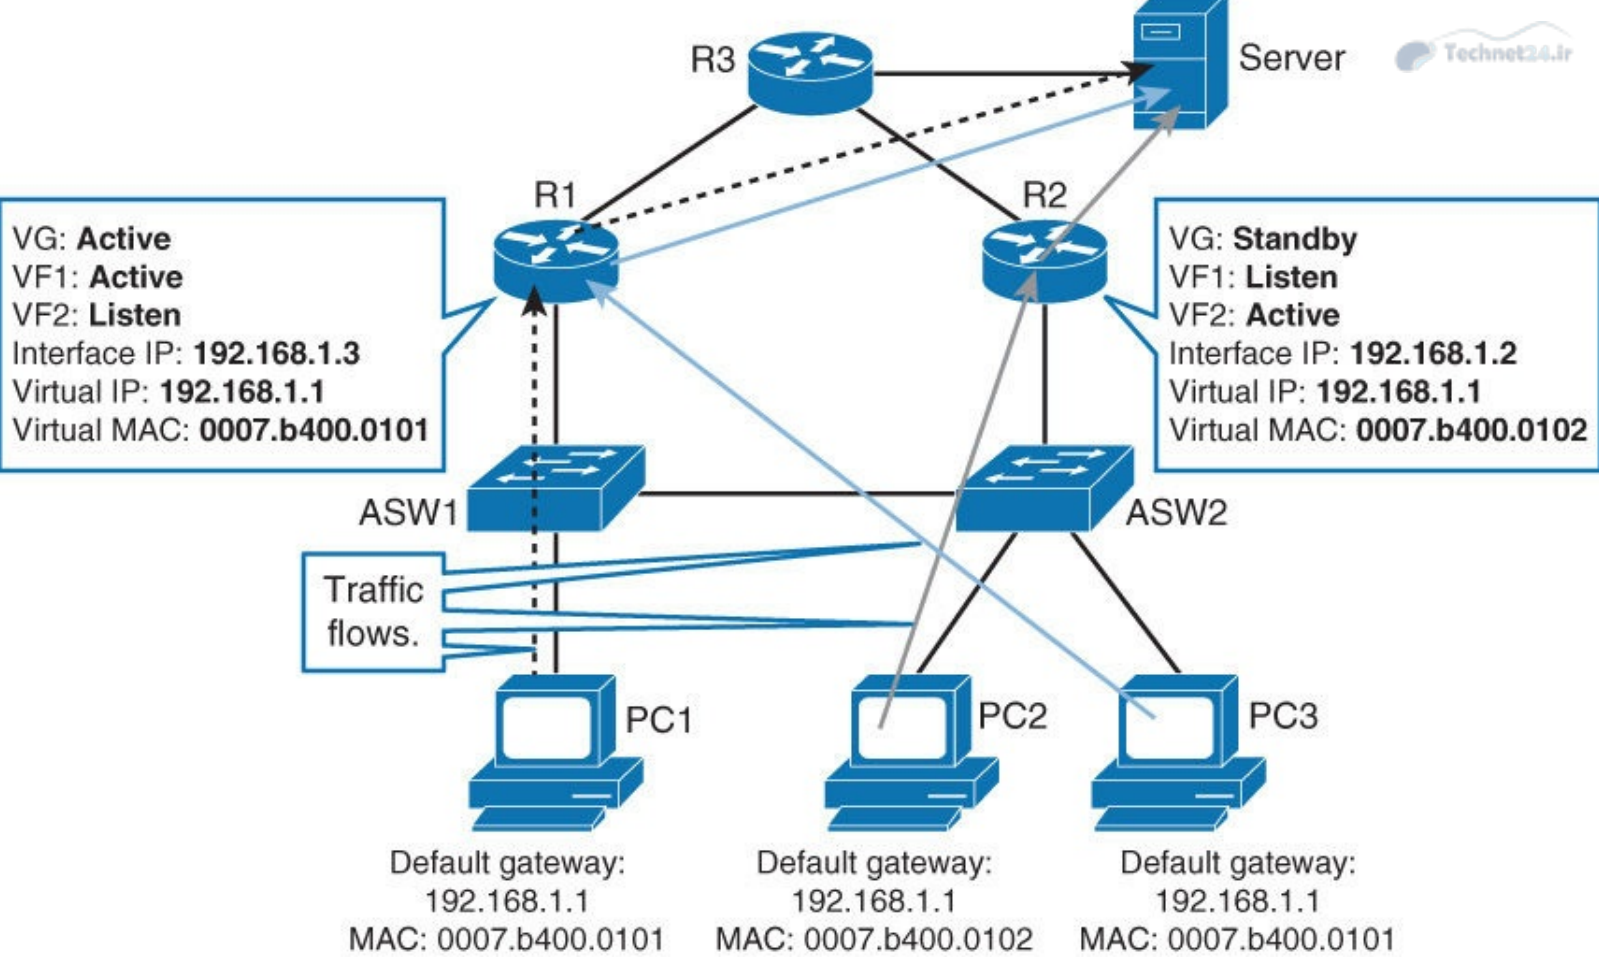 R3
Server
Technet24.ir
R1
R2
VG: Active
VF1: Active
VF2: Listen
Interface IP: 192.168.1.3
Virtual IP: 192.168.1.1
Virtual MAC: 0007.b400.0101
VG: Standby
VF1: Listen
VF2: Active
Interface IP: 192.168.1.2
Virtual IP: 192.168.1.1
Virtual MAC: 0007.b400.0102
ASW1
ASW2
Traffic
flows.
PC1
PC2
PC3
Default gateway:
192.168.1.1
MAC: 0007.b400.0101
Default gateway:
192.168.1.1
MAC: 0007.b400.0102
Default gateway:
192.168.1.1
MAC: 0007.b400.0101